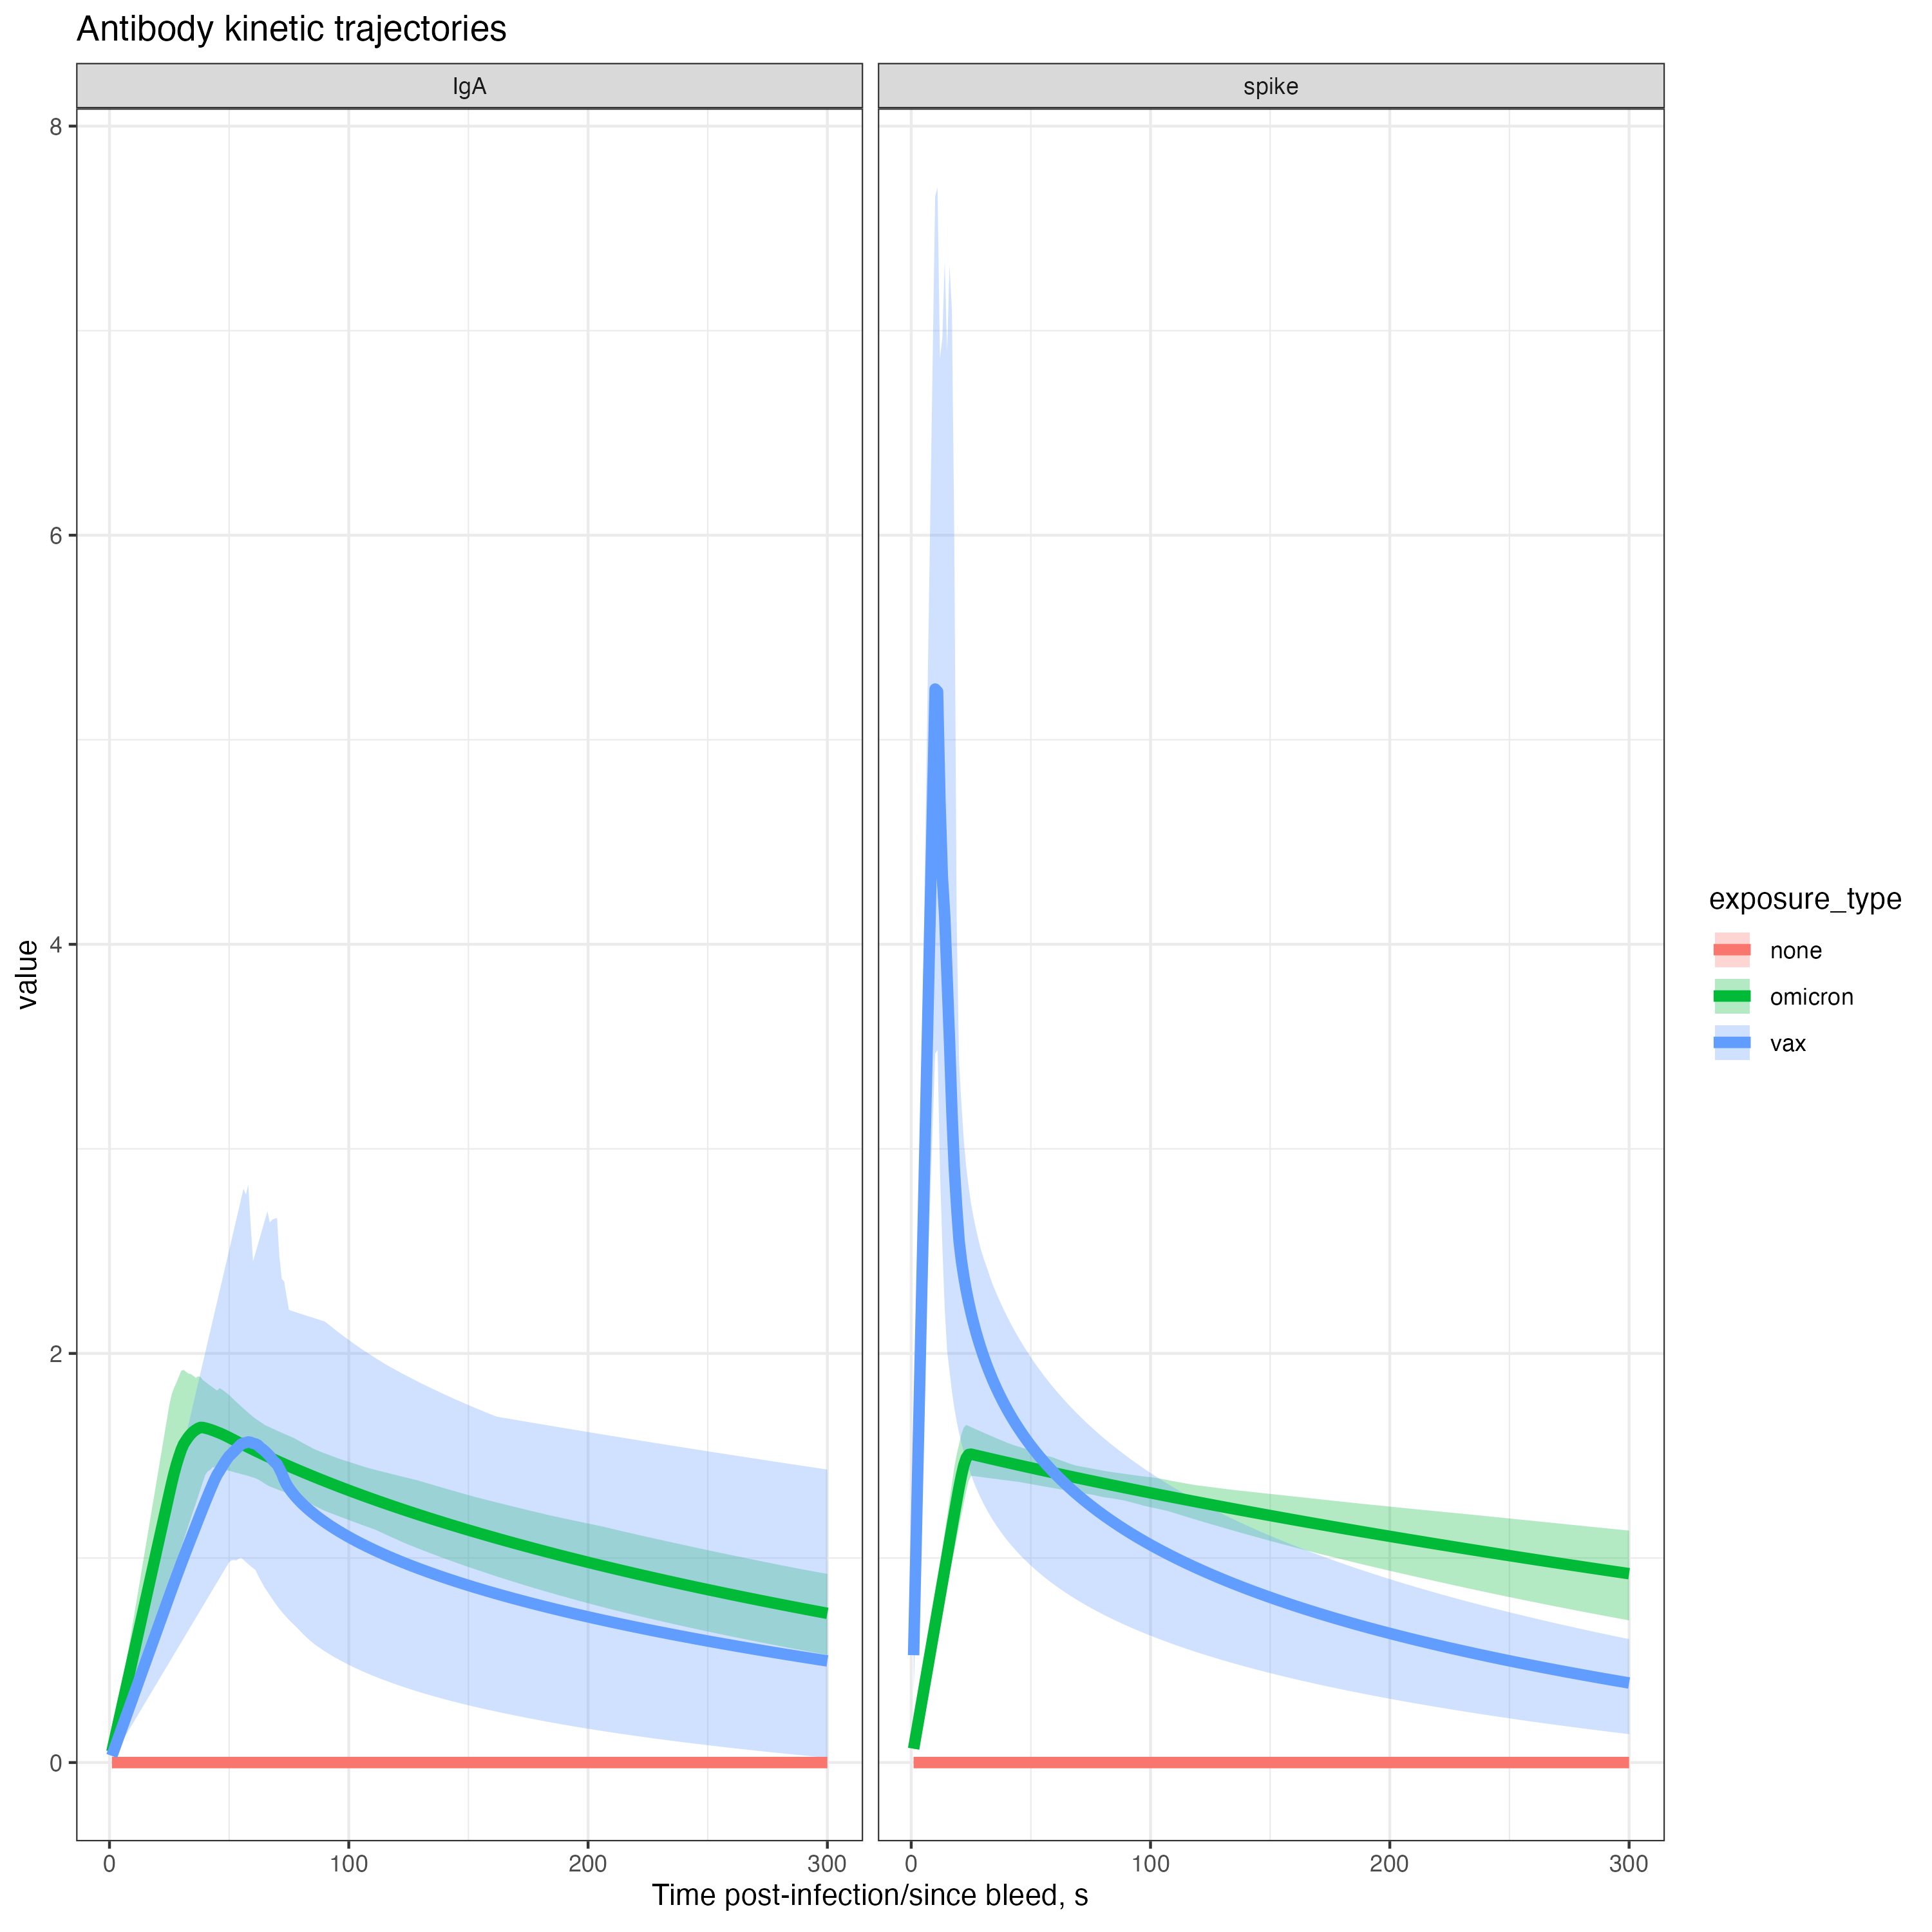 Antibody kinetic trajectories
IgA
spike
8
6
4
2
0
value
0 100 200 300
0 100 200 300
Time post-infection/since bleed, s
exposure_type
none
omicron
vax